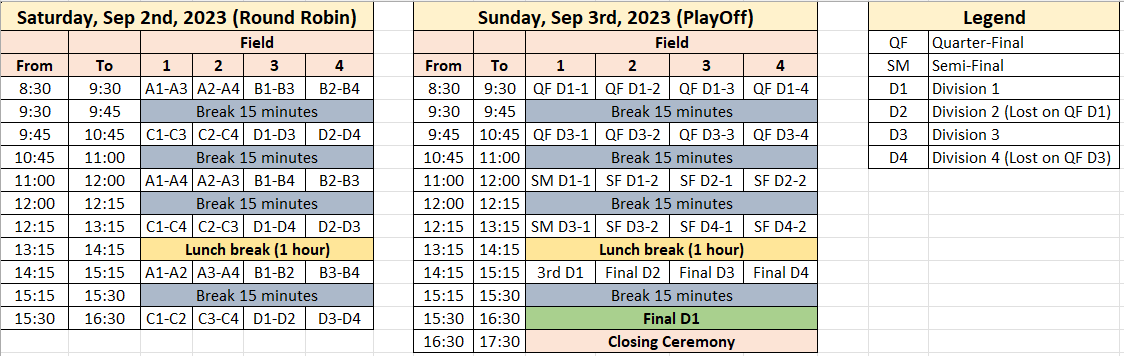 Saturday, Sep 2nd, 2023 (Round Robin)
Field
From To 1 2 3 4
8:30 9:30 A1-A3 A2-A4 B1-B3 B2-B4
9:30 9:45 Break 15 minutes
9:45 10:45 C1-C3 C2-C4 D1-D3 D2-D4
10:45 11:00 Break 15 minutes
11:00 12:00 A1-A4 A2-A3 B1-B4 B2-B3
12:00 12:15 Break 15 minutes
12:15 13:15 C1-C4 C2-C3 D1-D4 D2-D3
13:15 14:15 Lunch break (1 hour)
14:15 15:15 A1-A2 A3-A4 B1-B2 B3-B4
15:15 15:30 Break 15 minutes
15:30 16:30 C1-C2 C3-C4 D1-D2 D3-D4
Sunday, Sep 3rd, 2023 (PlayOff)
Field
From To 1 2 3 4
8:30 9:30 QF D1-1 QF D1-2 QF D1-3 QF D1-4
9:30 9:45 Break 15 minutes
9:45 10:45 QF D3-1 QF D3-2 QF D3-3 QF D3-4
10:45 11:00 Break 15 minutes
11:00 12:00 SM D1-1 SF D1-2 SF D2-1 SF D2-2
12:00 12:15 Break 15 minutes
12:15 13:15 SM D3-1 SF D3-2 SF D4-1 SF D4-2
13:15 14:15 Lunch break (1 hour)
14:15 15:15 3rd D1 Final D2 Final D3 Final D4
15:15 15:30 Break 15 minutes
15:30 16:30 Final D1
16:30 17:30 Closing Ceremony
Legend
QF Quarter-Final
SM Semi-Final
D1 Division 1
D2 Division 2 (Lost on QF D1)
D3 Division 3
D4 Division 4 (Lost on QF D3)